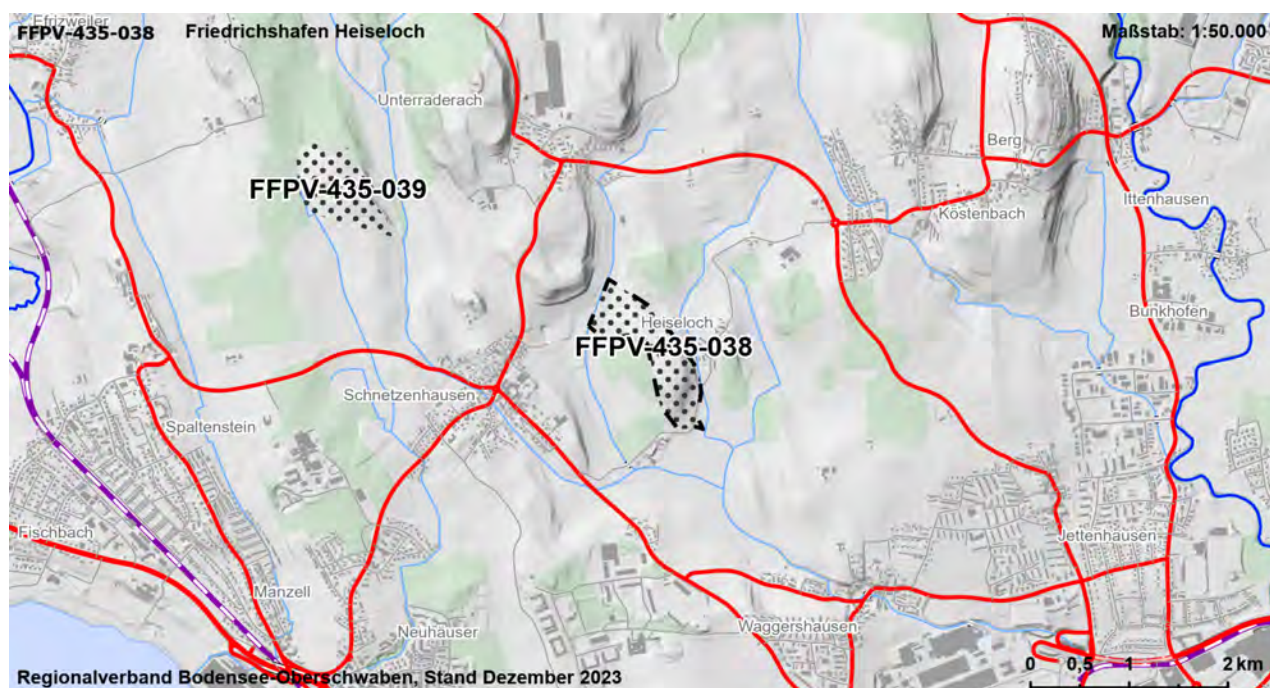 Efrizweiler
FFPV-435-038 Friedrichshafen Heiseloch Maßstab: 1:50.000
Unterraderach
Berg
FFPV-435-039
Ittenhausen
Köstenbach
Bunkhofen
Heiseloch
FFPV-435-038
Schnetzenhausen
Spaltenstein
Fischbach
Jettenhausen
Manzell
Waggershausen
Neuhäuser
0 0,5 1 2 km
Regionalverband Bodensee-Oberschwaben, Stand Dezember 2023